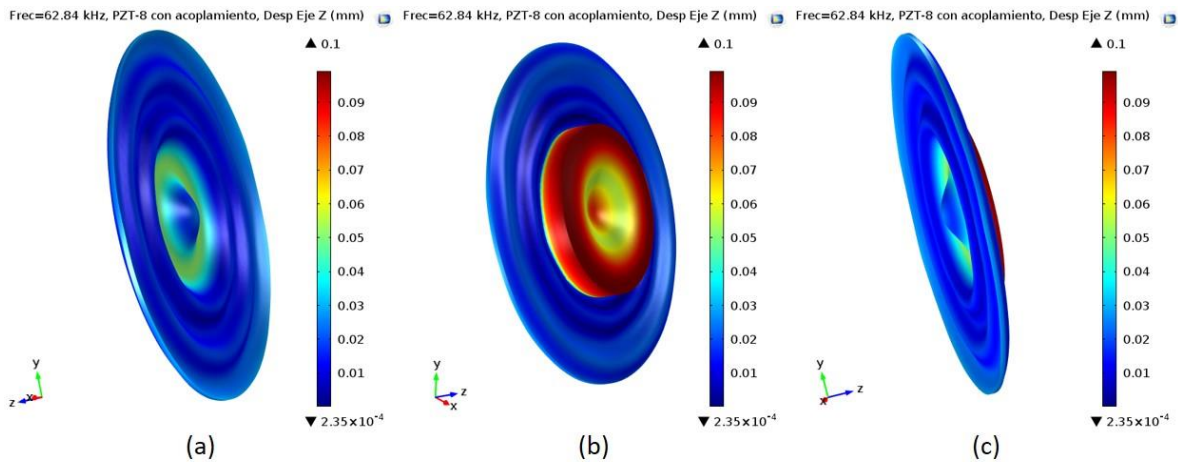 Frec=62.84 kHz, PZT-8 con acoplamiento, Desp Eje Z (mm)
▲ 0.1
0.09
0.08
0.07
0.06
0.05
0.04
0.03
0.02
0.01
▼ 2.35×10⁻⁴
y
z
x
(a)
Frec=62.84 kHz, PZT-8 con acoplamiento, Desp Eje Z (mm)
▲ 0.1
0.09
0.08
0.07
0.06
0.05
0.04
0.03
0.02
0.01
▼ 2.35×10⁻⁴
y
z
x
(b)
Frec=62.84 kHz, PZT-8 con acoplamiento, Desp Eje Z (mm)
▲ 0.1
0.09
0.08
0.07
0.06
0.05
0.04
0.03
0.02
0.01
▼ 2.35×10⁻⁴
y
x
z
(c)